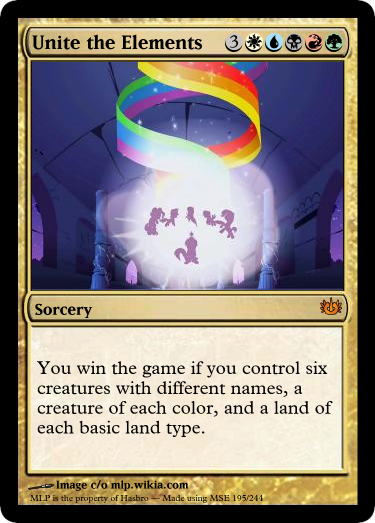 Unite the Elements 3
Sorcery
You win the game if you control six
creatures with different names, a
creature of each color, and a land of
each basic land type.
Image c/o mlp.wikia.com
MLP is the property of Hasbro — Made using MSE 195/244